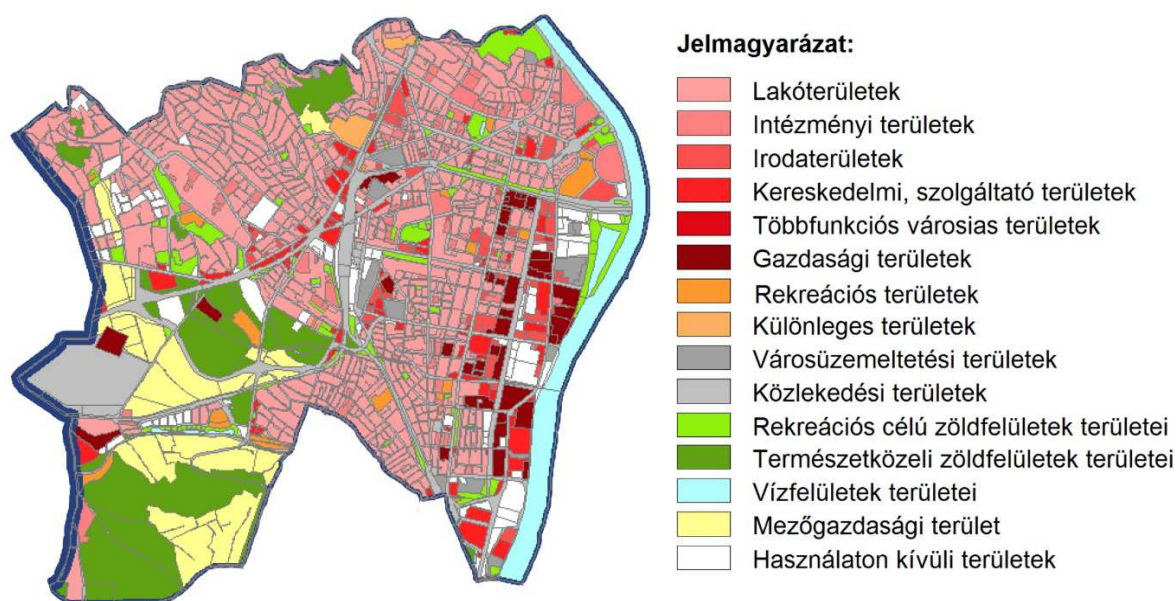 Jelmagyarázat:
Lakóterületek
Intézményi területek
Irodaterületek
Kereskedelmi, szolgáltató területek
Többfunkciós városias területek
Gazdasági területek
Rekreációs területek
Különleges területek
Városüzemeltetési területek
Közlekedési területek
Rekreációs célú zöldfelületek területei
Természetközeli zöldfelületek területei
Vízfelületek területei
Mezőgazdasági terület
Használaton kívüli területek